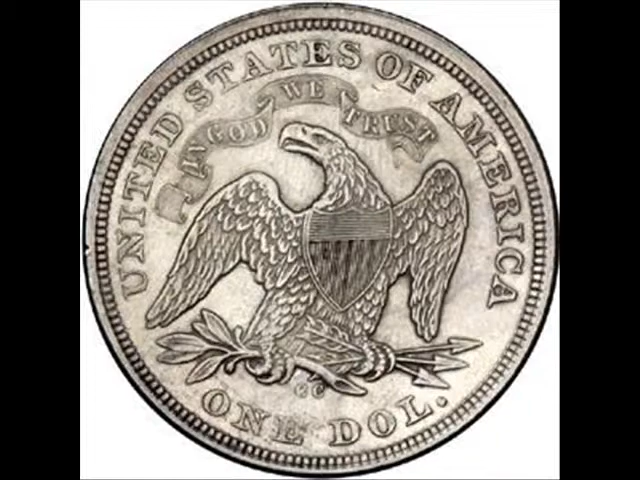 UNITED STATES OF AMERICA
IN GOD WE TRUST
CC
ONE DOL.